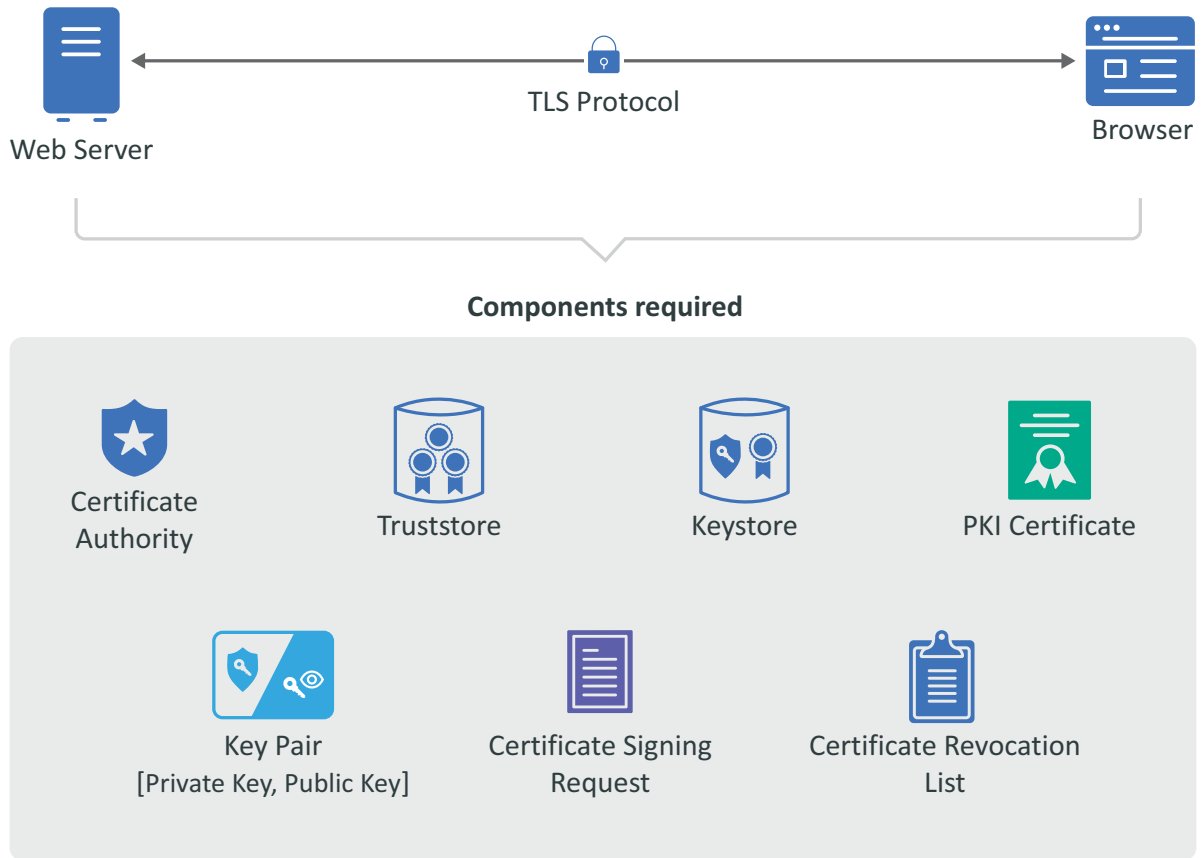 TLS Protocol
Web Server
Browser
Components required
Certificate
Authority
Truststore
Keystore
PKI Certificate
Key Pair
[Private Key, Public Key]
Certificate Signing
Request
Certificate Revocation
List